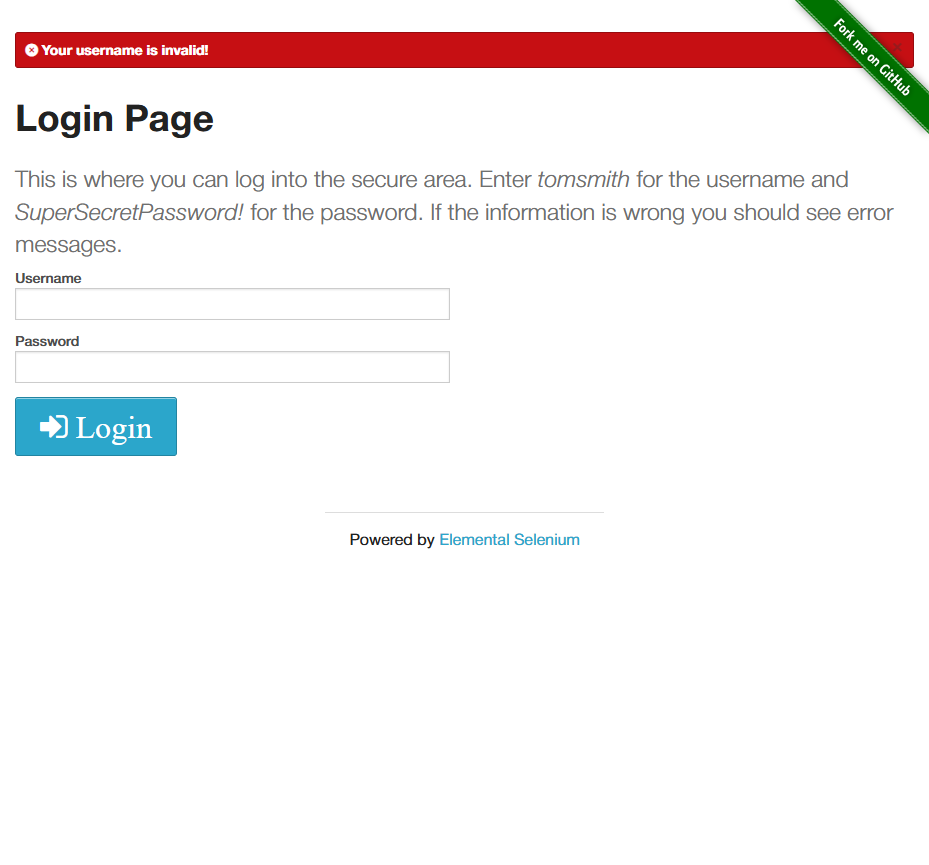 Your username is invalid!
Fork me on GitHub
Login Page
This is where you can log into the secure area. Enter tomsmith for the username and
SuperSecretPassword! for the password. If the information is wrong you should see error
messages.
Username
Password
Login
Powered by Elemental Selenium